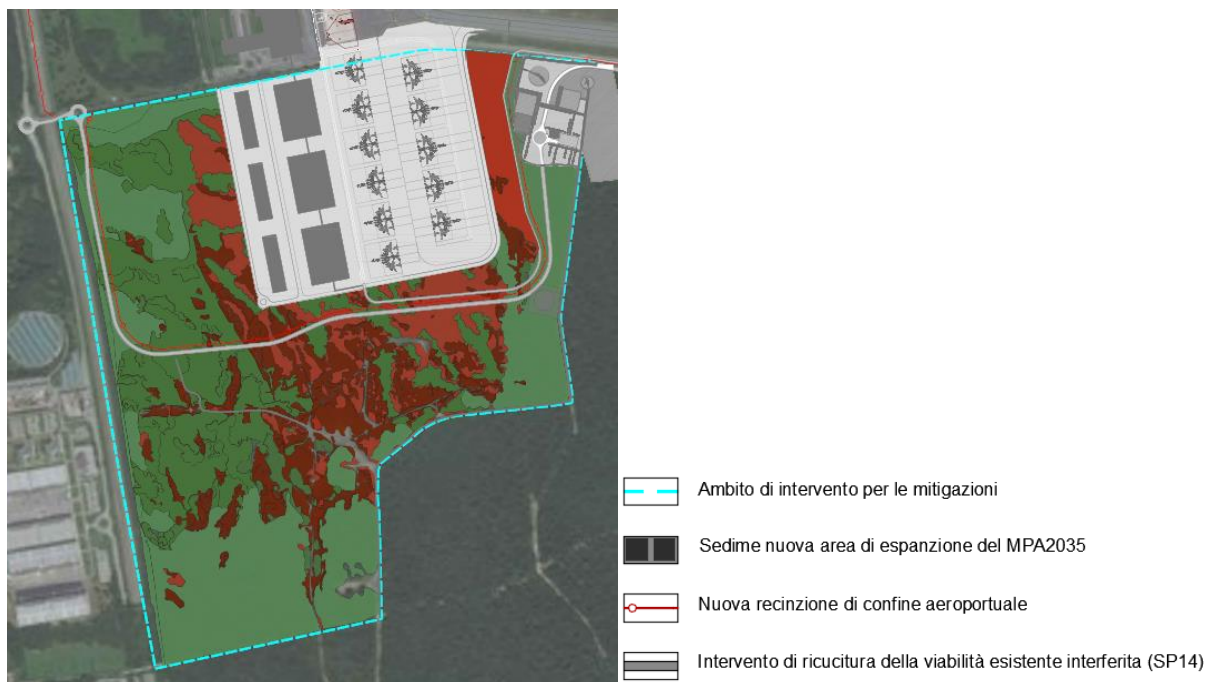 Ambito di intervento per le mitigazioni
Sedime nuova area di espanzione del MPA2035
Nuova recinzione di confine aeroportuale
Intervento di ricucitura della viabilità esistente interferita (SP14)